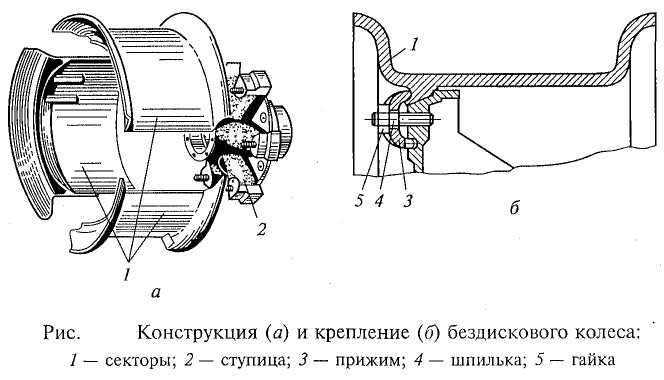 1
5 4 3
2
б
1
а
Рис. Конструкция (а) и крепление (б) бездискового колеса:
1 — секторы; 2 — ступица; 3 — прижим; 4 — шпилька; 5 — гайка